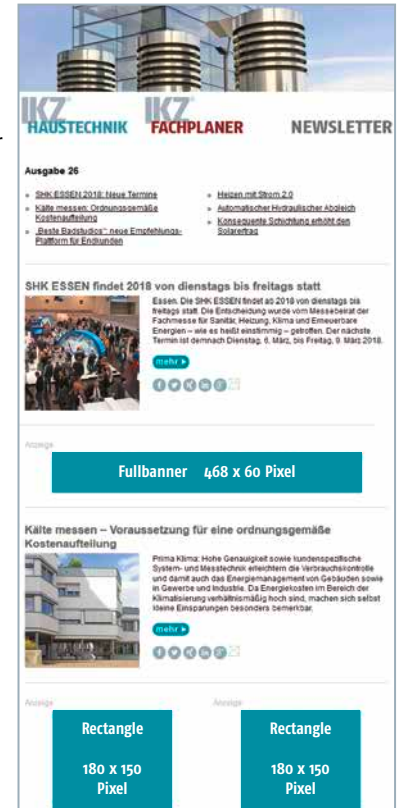 IKZ IKZ
HAUSTECHNIK FACHPLANER NEWSLETTER
Ausgabe 26
» SHK ESSEN 2018: Neue Termine
» Kälte messen: Ordnungsgemäße
Kostenaufteilung
» „Beste Badstudios“: neue Empfehlungs-
Plattform für Endkunden
» Heizen mit Strom 2.0
» Automatischer Hydraulischer Abgleich
» Konsequente Schichtung erhöht den
Solarertrag
SHK ESSEN findet 2018 von dienstags bis freitags statt
Essen. Die SHK ESSEN findet ab 2018 von dienstags bis
freitags statt. Die Entscheidung wurde vom Messebeirat der
Fachmesse für Sanitär, Heizung, Klima und Erneuerbare
Energien – wie es heißt einstimmig – getroffen. Der nächste
Termin ist demnach Dienstag, 6. März, bis Freitag, 9. März 2018.
mehr
Anzeige
Fullbanner 468 x 60 Pixel
Kälte messen – Voraussetzung für eine ordnungsgemäße
Kostenaufteilung
Prima Klima: Hohe Genauigkeit sowie kundenspezifische
System- und Messtechnik erleichtern die Verbrauchskontrolle
und damit auch das Energiemanagement von Gebäuden sowie
in Gewerbe und Industrie. Da Energiekosten im Bereich der
Klimatisierung verhältnismäßig hoch sind, machen sich selbst
kleine Einsparungen besonders bemerkbar.
mehr
Anzeige Anzeige
Rectangle
180 x 150
Pixel
Rectangle
180 x 150
Pixel